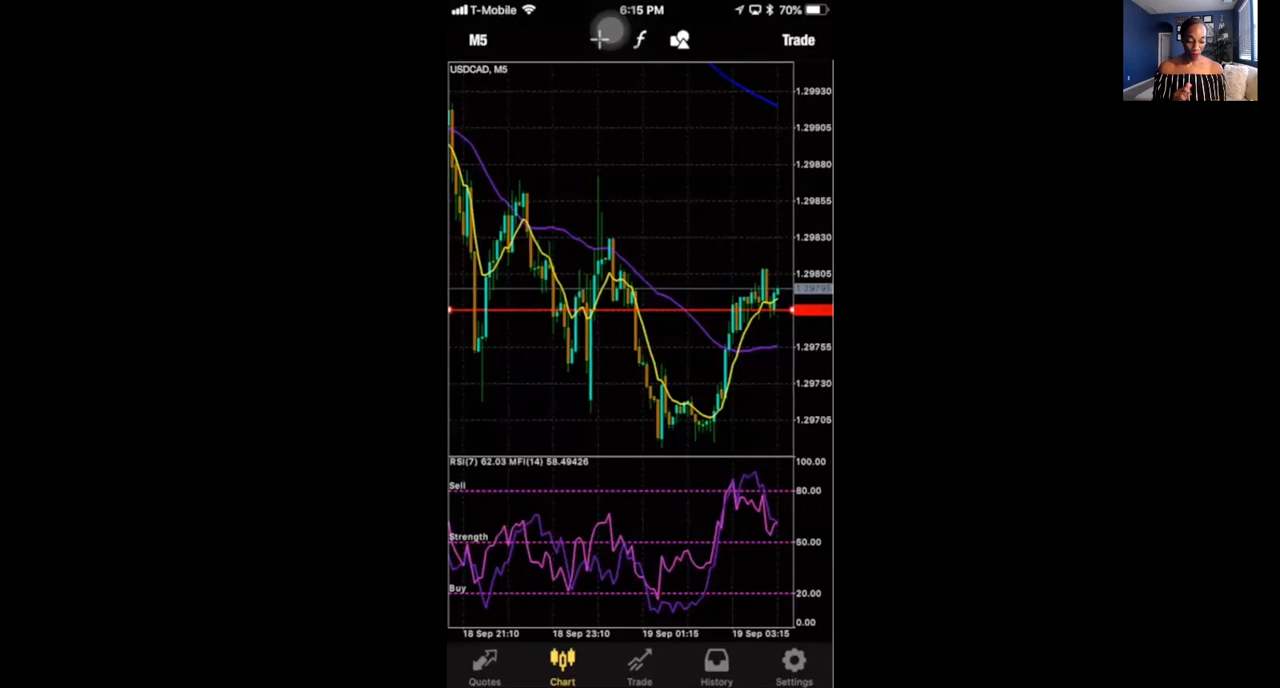 T-Mobile 6:15 PM 70%
M5 f Trade
USDCAD, M5
1.29930
1.29905
1.29880
1.29855
1.29830
1.29805
1.29795
1.29755
1.29730
1.29705
RSI(7) 62.03 MFI(14) 58.49426
100.00
Sell
80.00
Strength
50.00
Buy
20.00
0.00
18 Sep 21:10 18 Sep 23:10 19 Sep 01:15 19 Sep 03:15
Quotes Chart Trade History Settings